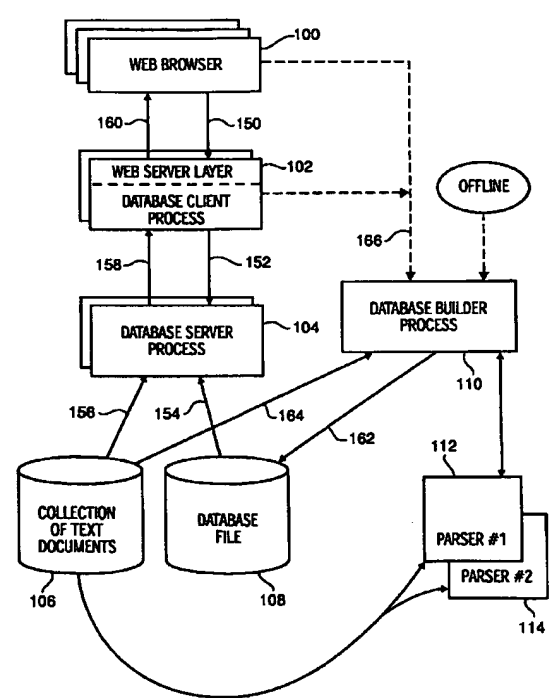 100
WEB BROWSER
160
150
WEB SERVER LAYER
102
DATABASE CLIENT
PROCESS
OFFLINE
158
152
166
DATABASE SERVER
PROCESS
104
DATABASE BUILDER
PROCESS
110
156
154
164
162
112
COLLECTION
OF TEXT
DOCUMENTS
DATABASE
FILE
PARSER #1
PARSER #2
106
108
114